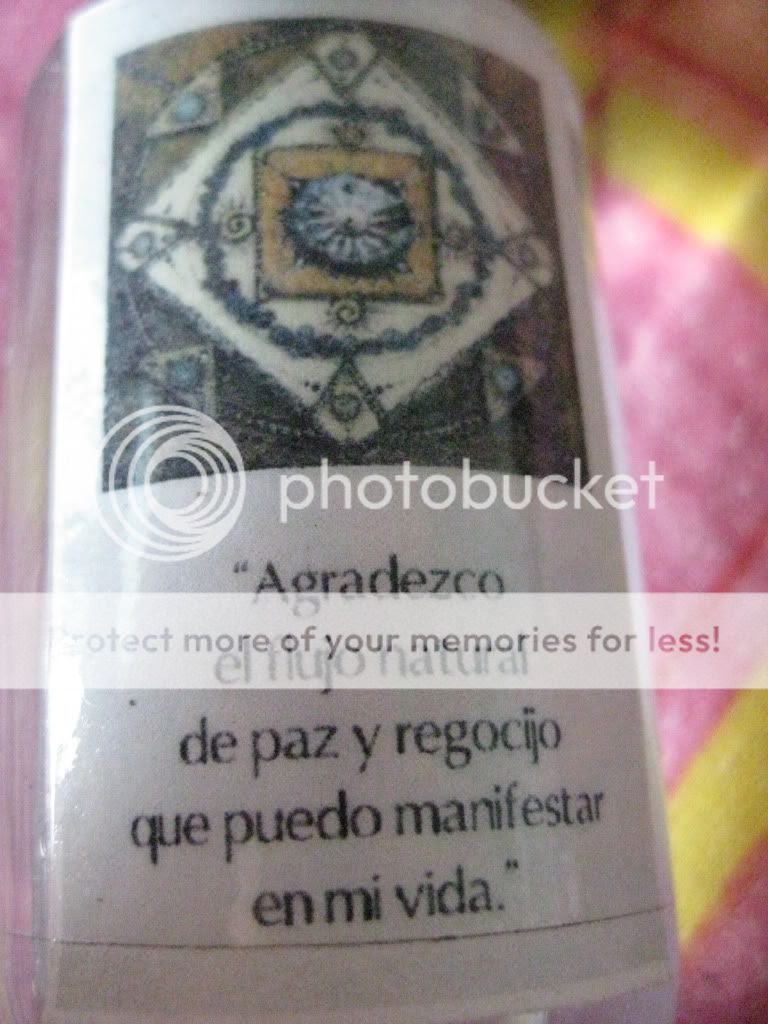 photobucket
"Agradezco
Protect more of your memories for less!
el flujo natural
de paz y regocijo
que puedo manifestar
en mi vida."